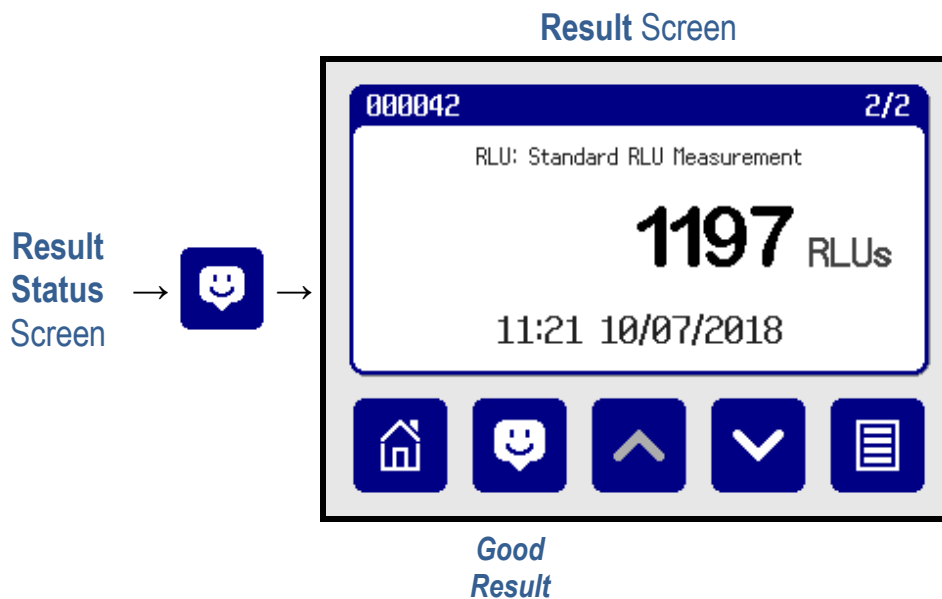 Result Screen
000042 2/2
RLU: Standard RLU Measurement
1197 RLUs
11:21 10/07/2018
Result
Status
Screen
→ →
Good
Result